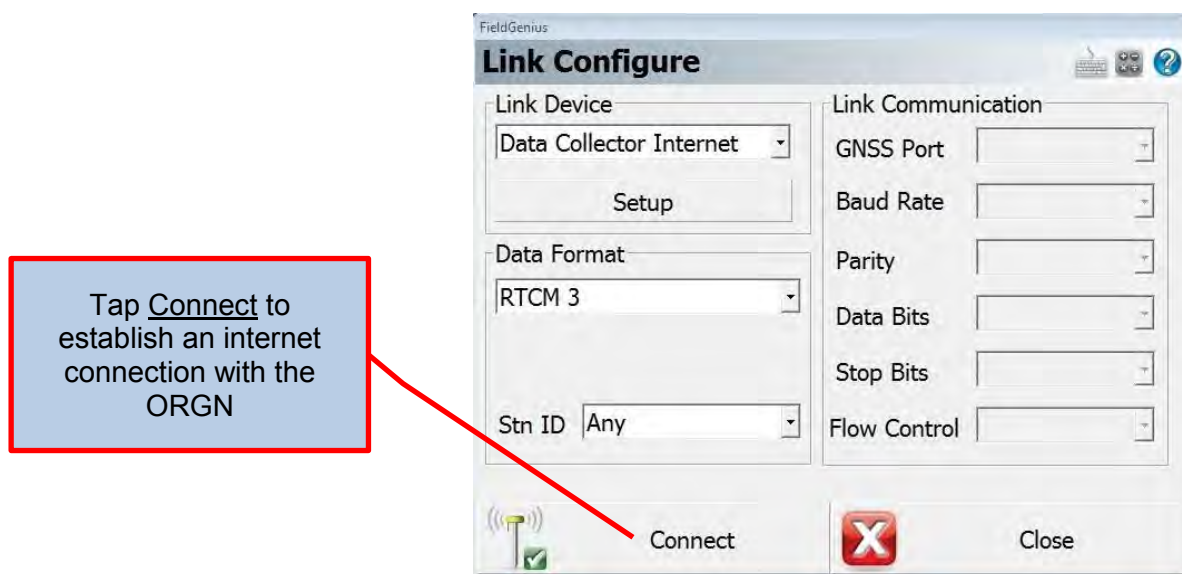 FieldGenius
Link Configure
Link Device
Data Collector Internet
Setup
Data Format
RTCM 3
Stn ID Any
Link Communication
GNSS Port
Baud Rate
Parity
Data Bits
Stop Bits
Flow Control
Tap Connect to
establish an internet
connection with the
ORGN
Connect
Close